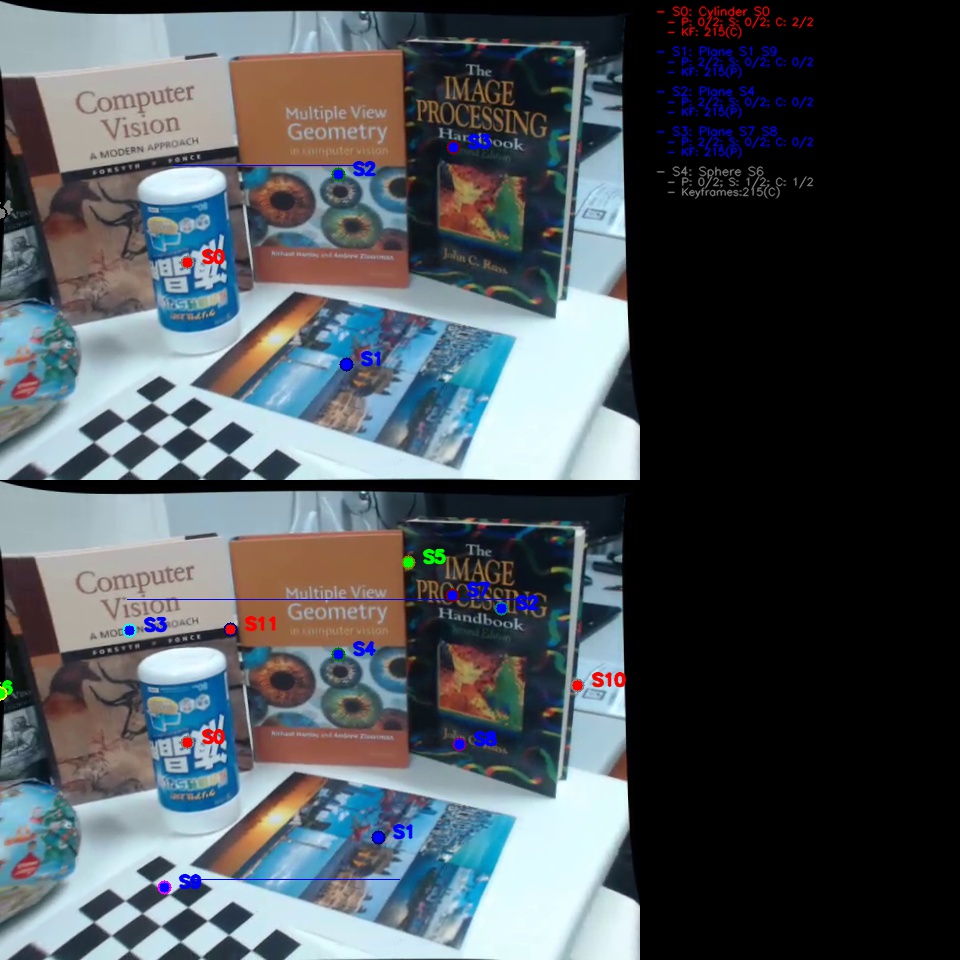 S0: Cylinder S0
P: 0/2; S: 0/2; C: 2/2
KF: 215(C)
S1: Plane S1 S9
P: 2/2; S: 0/2; C: 0/2
KF: 215(P)
S2: Plane S4
P: 2/2; S: 0/2; C: 0/2
KF: 215(P)
S3: Plane S7 S8
P: 2/2; S: 0/2; C: 0/2
KF: 215(P)
S4: Sphere S6
P: 0/2; S: 1/2; C: 1/2
Keyframes:215(C)
Computer
Vision
A MODERN APPROACH
FORSYTH PONCE
Multiple View
Geometry
in computer vision
S2
Richard Hartley and Andrew Zisserman
The
IMAGE
PROCESSING
John C. Russ
S0
S1
Computer
Vision
S3
FORSYTH PONCE
S11
Multiple View
Geometry
in computer vision
S4
Richard Hartley and Andrew Zisserman
S5
The
IMAGE
PROCESSING
S7
S2
Handbook
Second Edition
S10
S8
S0
S1
S9